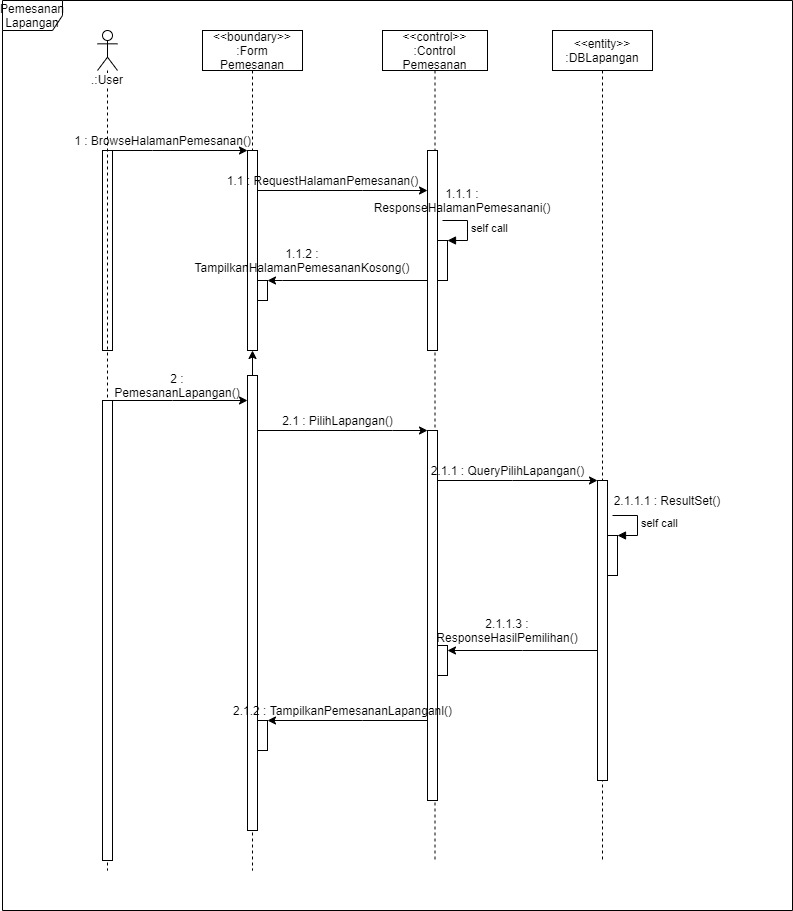 Pemesanan
Lapangan
<<boundary>>
:Form
Pemesanan
<<control>>
:Control
Pemesanan
<<entity>>
:DBLapangan
.:User
1 : BrowseHalamanPemesanan()
1.1 : RequestHalamanPemesanan()
1.1.1 :
ResponseHalamanPemesanani()
self call
1.1.2 :
TampilkanHalamanPemesananKosong()
2 :
PemesananLapangan()
2.1 : PilihLapangan()
2.1.1 : QueryPilihLapangan()
2.1.1.1 : ResultSet()
self call
2.1.1.3 :
ResponseHasilPemilihan()
2.1.2 : TampilkanPemesananLapanganI()